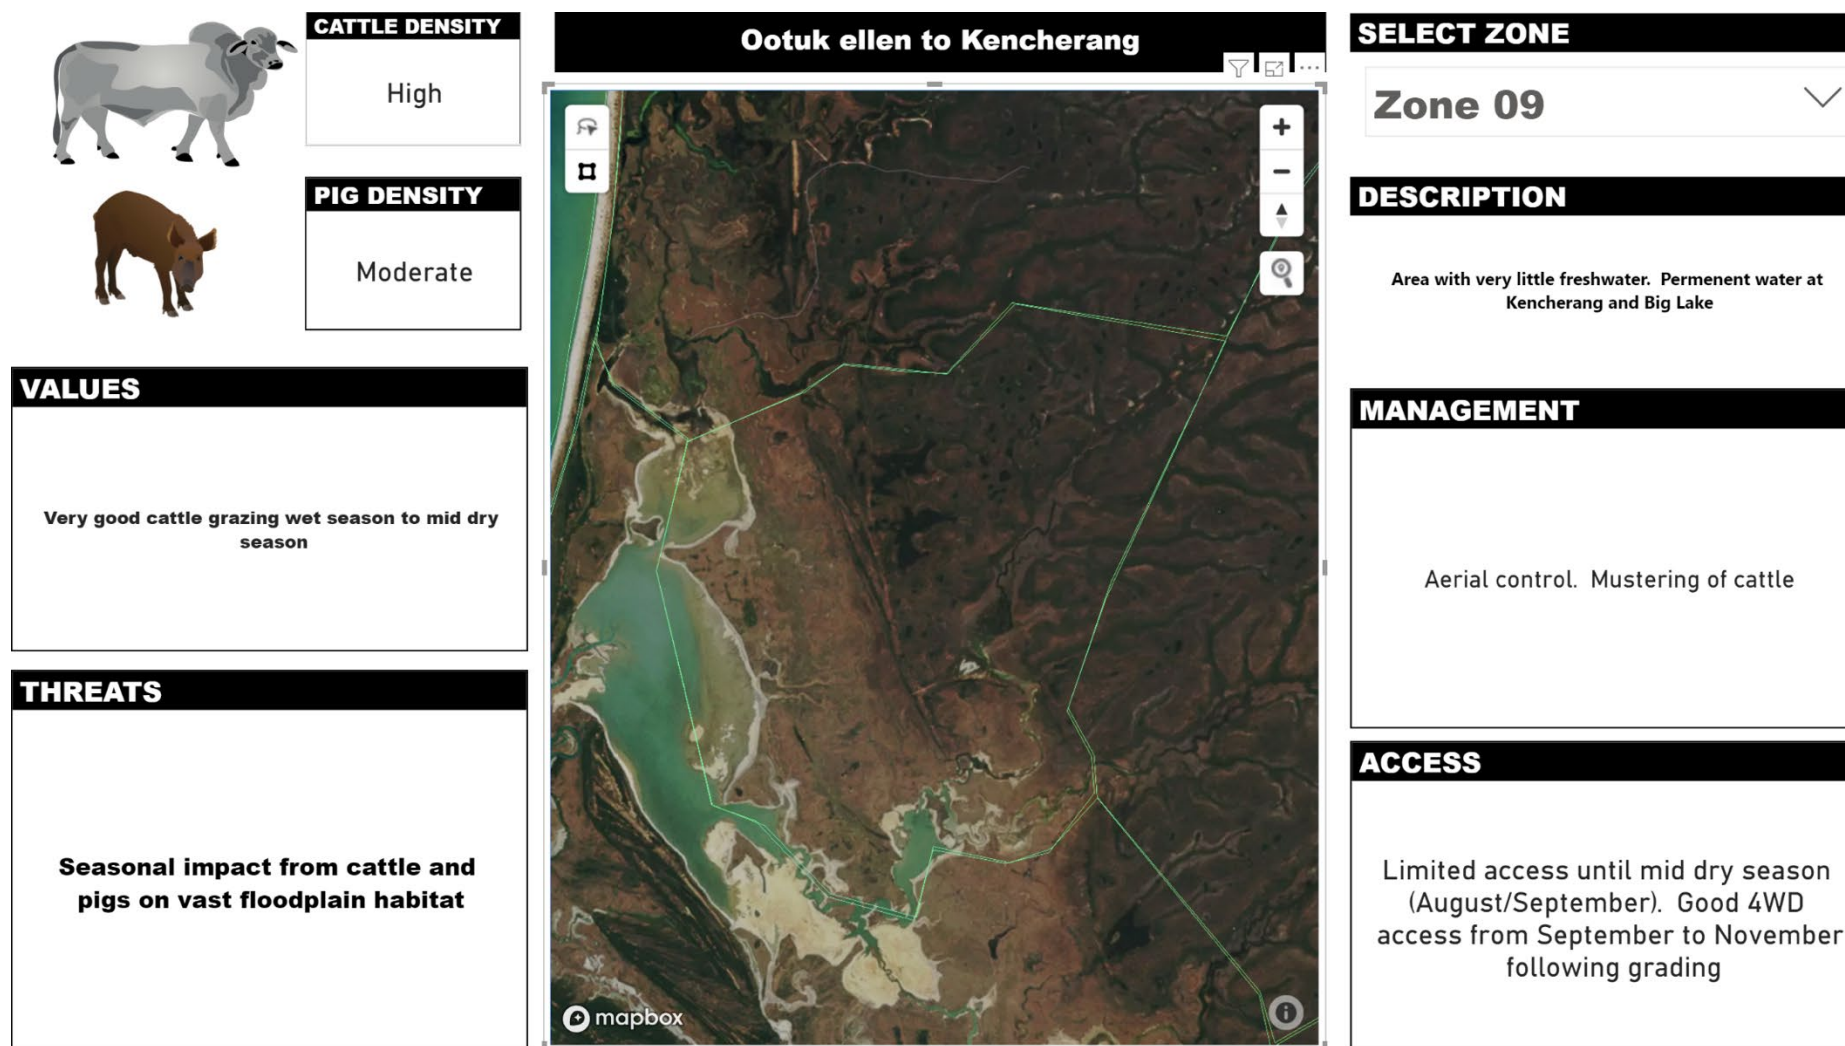 CATTLE DENSITY
High
PIG DENSITY
Moderate
VALUES
Very good cattle grazing wet season to mid dry
season
THREATS
Seasonal impact from cattle and
pigs on vast floodplain habitat
Ootuk ellen to Kencherang
mapbox
SELECT ZONE
Zone 09
DESCRIPTION
Area with very little freshwater.  Permenent water at
Kencherang and Big Lake
MANAGEMENT
Aerial control.  Mustering of cattle
ACCESS
Limited access until mid dry season
(August/September).  Good 4WD
access from September to November
following grading